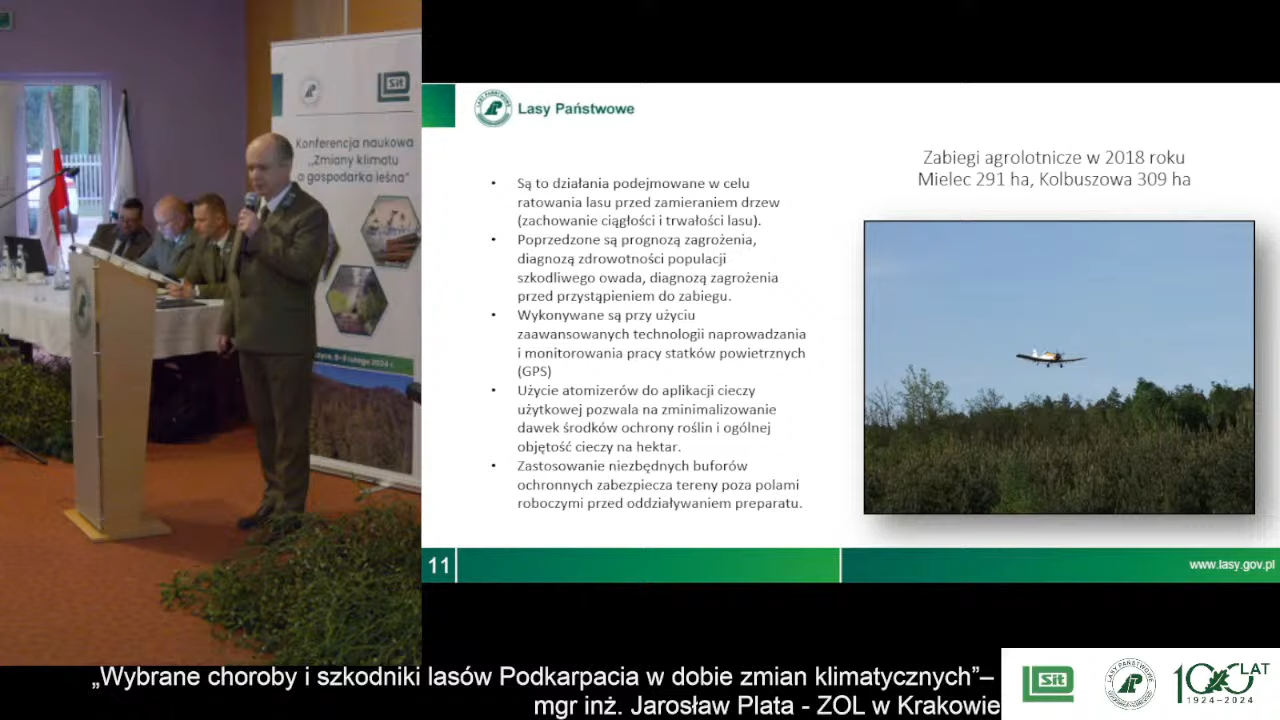 Sit
Konferencja naukowa
„Zmiany klimatu
a gospodarka leśna"
Lasy Państwowe
Zabiegi agrolotnicze w 2018 roku
Mielec 291 ha, Kolbuszowa 309 ha
• Są to działania podejmowane w celu
ratowania lasu przed zamieraniem drzew
(zachowanie ciągłości i trwałości lasu).
• Poprzedzone są prognozą zagrożenia,
diagnozą zdrowotności populacji
szkodliwego owada, diagnozą zagrożenia
przed przystąpieniem do zabiegu.
• Wykonywane są przy użyciu
zaawansowanych technologii naprowadzania
i monitorowania pracy statków powietrznych
(GPS)
• Użycie atomizerów do aplikacji cieczy
użytkowej pozwala na zminimalizowanie
dawek środków ochrony roślin i ogólnej
objętość cieczy na hektar.
• Zastosowanie niezbędnych buforów
ochronnych zabezpiecza tereny poza polami
roboczymi przed oddziaływaniem preparatu.
11
www.lasy.gov.pl
„Wybrane choroby i szkodniki lasów Podkarpacia w dobie zmian klimatycznych”–
mgr inż. Jarosław Plata - ZOL w Krakowie
Sit
LASY PAŃSTWOWE
100 LAT
1924-2024